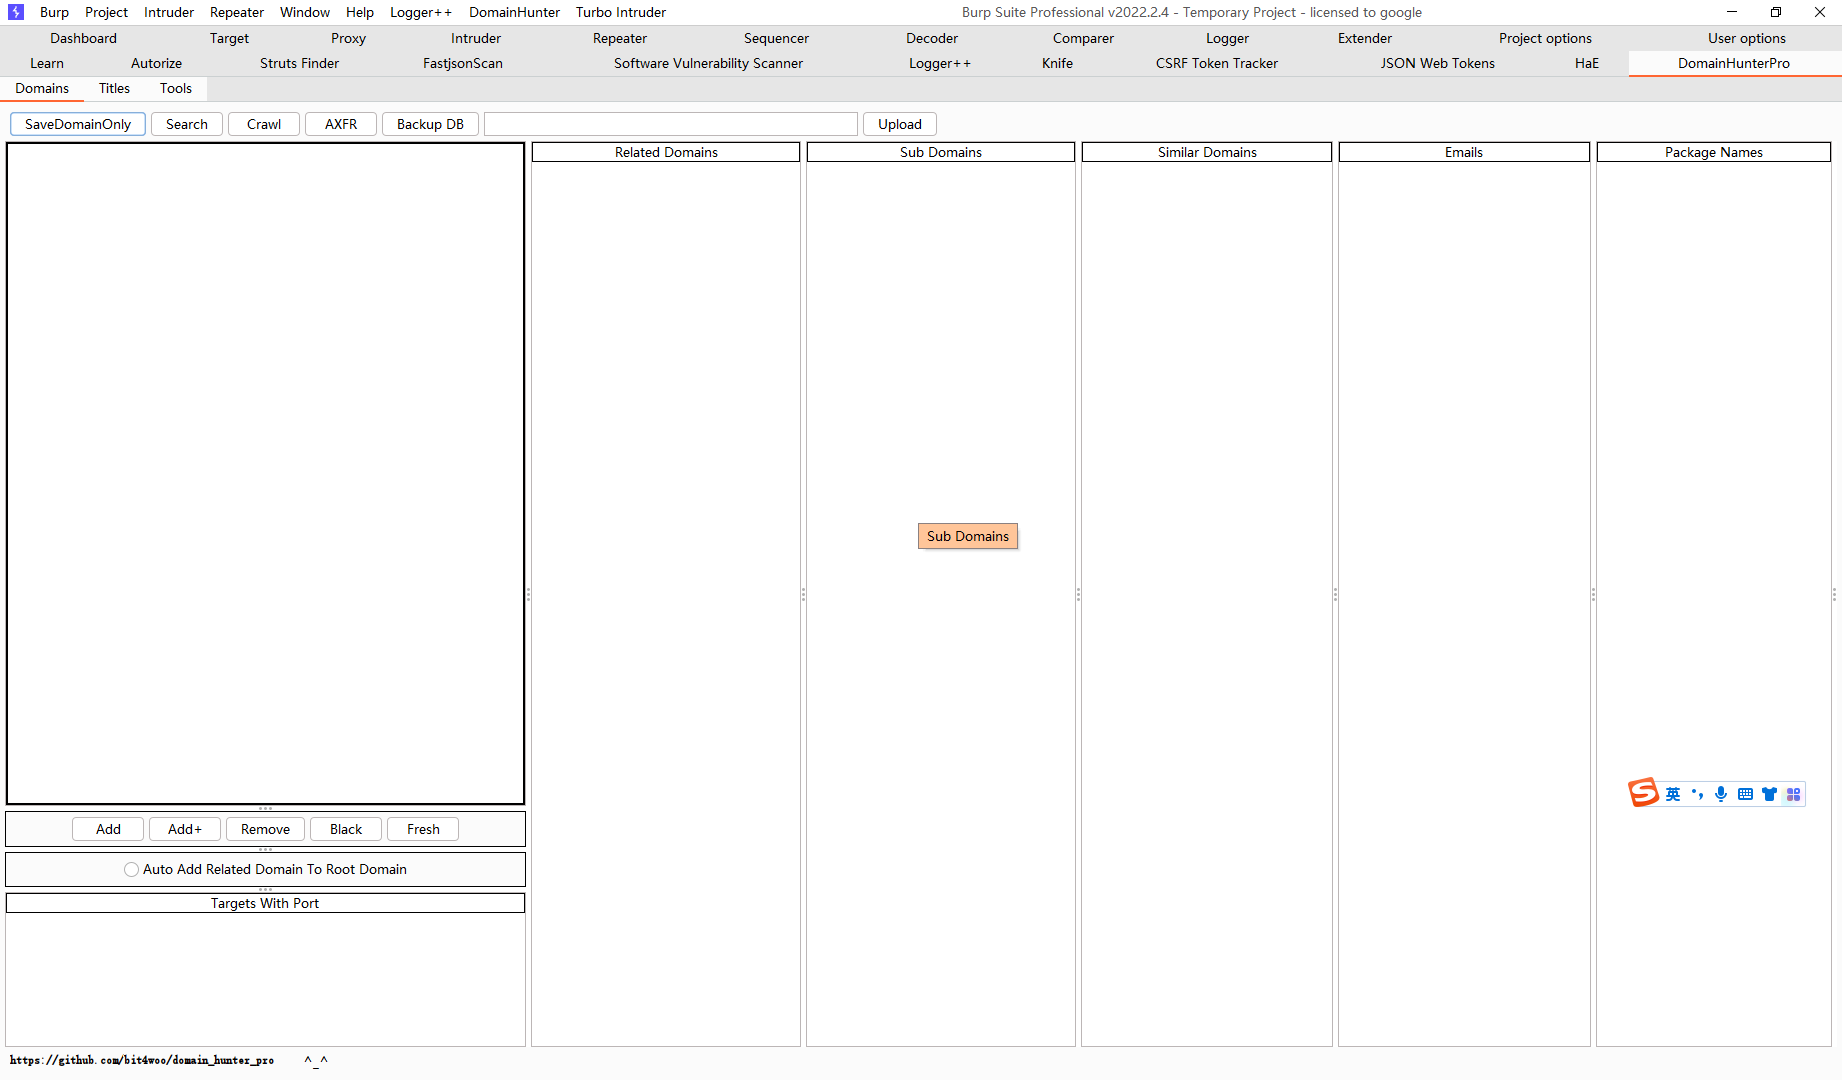 Burp Project Intruder Repeater Window Help Logger++ DomainHunter Turbo Intruder Burp Suite Professional v2022.2.4 - Temporary Project - licensed to google
Dashboard Target Proxy Intruder Repeater Sequencer Decoder Comparer Logger Extender Project options User options
Learn Autorize Struts Finder FastjsonScan Software Vulnerability Scanner Logger++ Knife CSRF Token Tracker JSON Web Tokens HaE DomainHunterPro
Domains Titles Tools
SaveDomainOnly Search Crawl AXFR Backup DB Upload
Related Domains Sub Domains Similar Domains Emails Package Names
Sub Domains
英
Add Add+ Remove Black Fresh
Auto Add Related Domain To Root Domain
Targets With Port
https://github.com/bit4woo/domain_hunter_pro ^_^